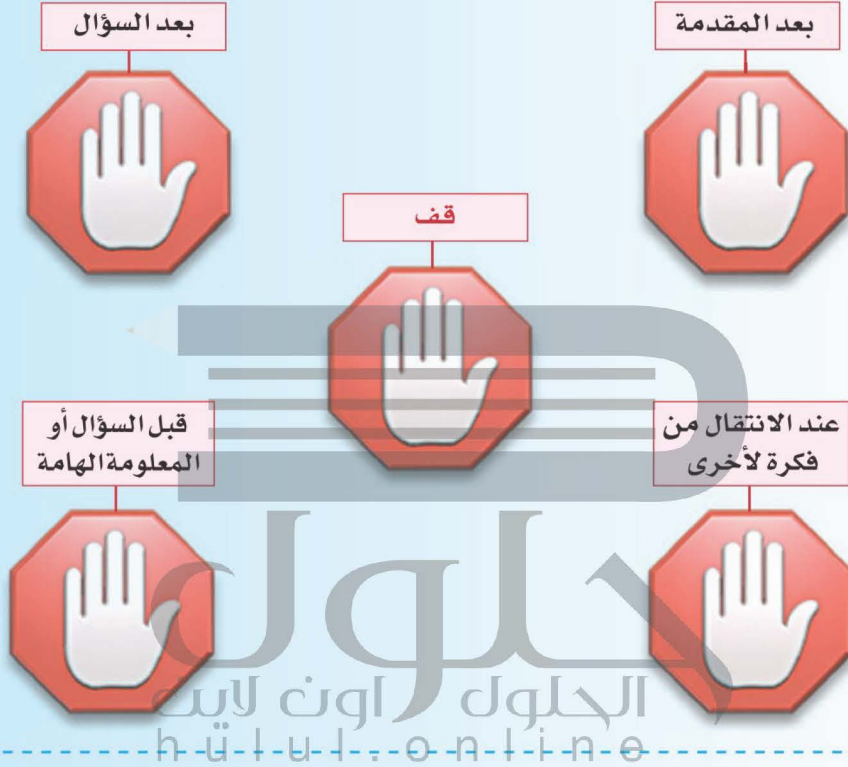 بعد المقدمة
بعد السؤال
قف
عند الانتقال من
فكرة لأخرى
قبل السؤال أو
المعلومة الهامة
حلول
الحلول اون لاين
hulul.online